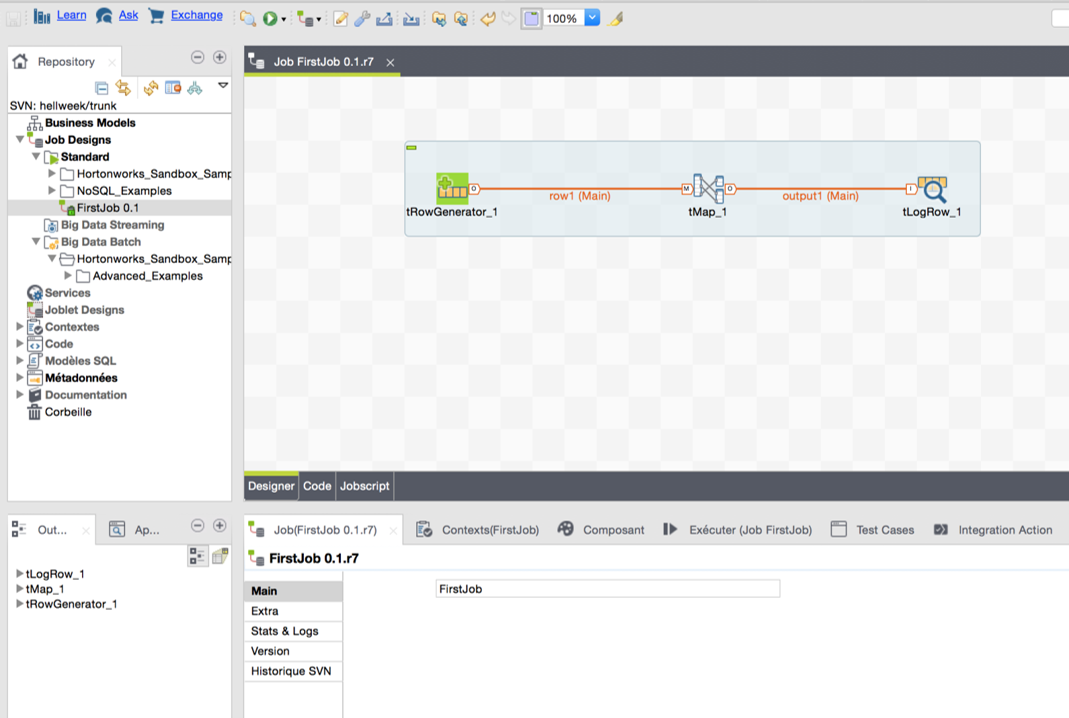 Learn Ask Exchange 100%
Repository
SVN: hellweek/trunk
Business Models
Job Designs
Standard
Hortonworks_Sandbox_Samp
NoSQL_Examples
FirstJob 0.1
Big Data Streaming
Big Data Batch
Hortonworks_Sandbox_Samp
Advanced_Examples
Services
Joblet Designs
Contextes
Code
Modèles SQL
Métadonnées
Documentation
Corbeille
Job FirstJob 0.1.r7
row1 (Main) output1 (Main)
tRowGenerator_1 tMap_1 tLogRow_1
Designer Code Jobscript
Out... Ap...
tLogRow_1
tMap_1
tRowGenerator_1
Job(FirstJob 0.1.r7) Contexts(FirstJob) Composant Exécuter (Job FirstJob) Test Cases Integration Action
FirstJob 0.1.r7
Main FirstJob
Extra
Stats & Logs
Version
Historique SVN